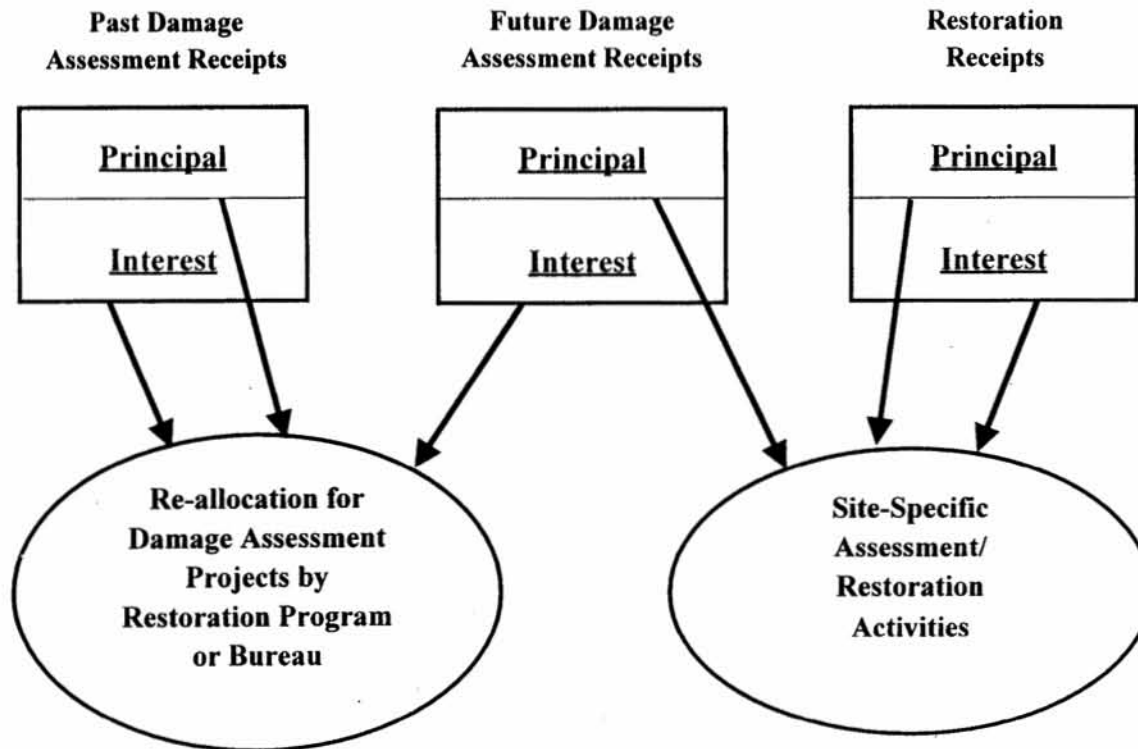 Past Damage
Assessment Receipts
Future Damage
Assessment Receipts
Restoration
Receipts
Principal
Interest
Principal
Interest
Principal
Interest
Re-allocation for
Damage Assessment
Projects by
Restoration Program
or Bureau
Site-Specific
Assessment/
Restoration
Activities